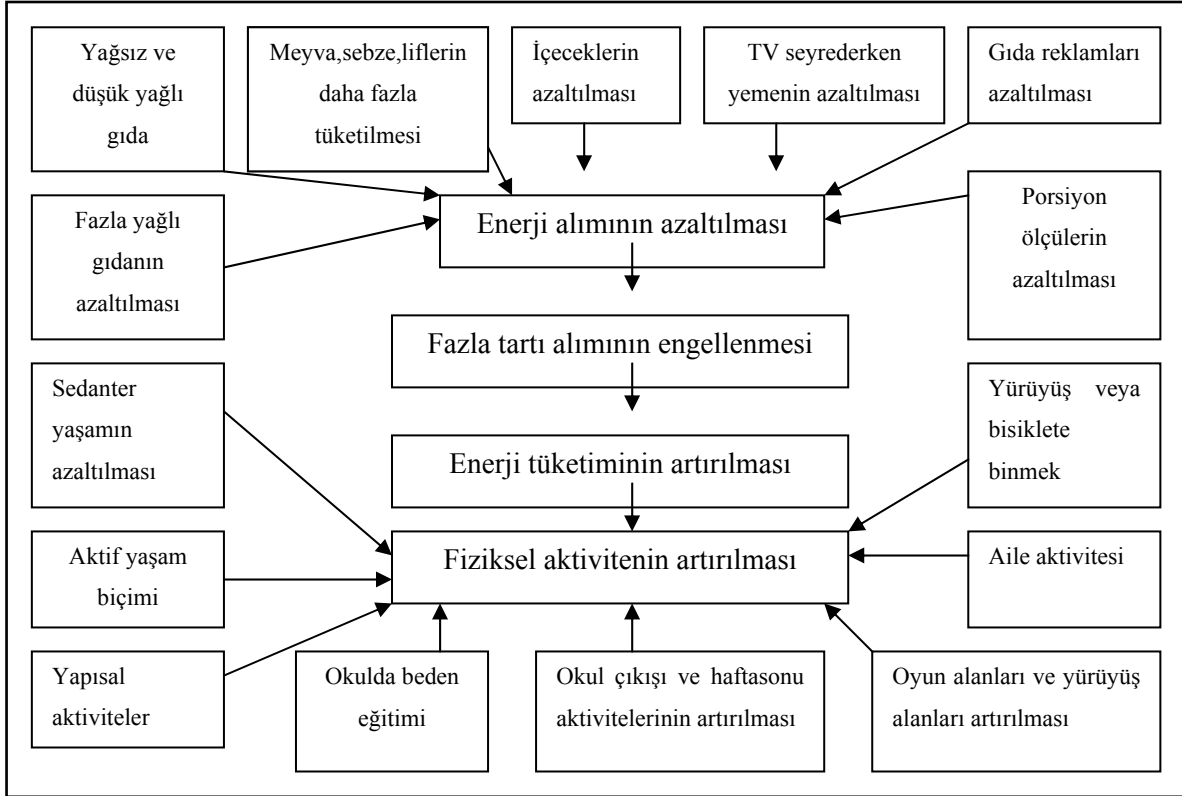 Yağsız ve
düşük yağlı
gıda
Meyva,sebze,liflerin
daha fazla
tüketilmesi
İçeceklerin
azaltılması
TV seyrederken
yemenin azaltılması
Gıda reklamları
azaltılması
Fazla yağlı
gıdanın
azaltılması
Enerji alımının azaltılması
Porsiyon
ölçülerin
azaltılması
Fazla tartı alımının engellenmesi
Sedanter
yaşamın
azaltılması
Enerji tüketiminin artırılması
Yürüyüş veya
bisiklete
binmek
Aktif yaşam
biçimi
Fiziksel aktivitenin artırılması
Aile aktivitesi
Yapısal
aktiviteler
Okulda beden
eğitimi
Okul çıkışı ve haftasonu
aktivitelerinin artırılması
Oyun alanları ve yürüyüş
alanları artırılması